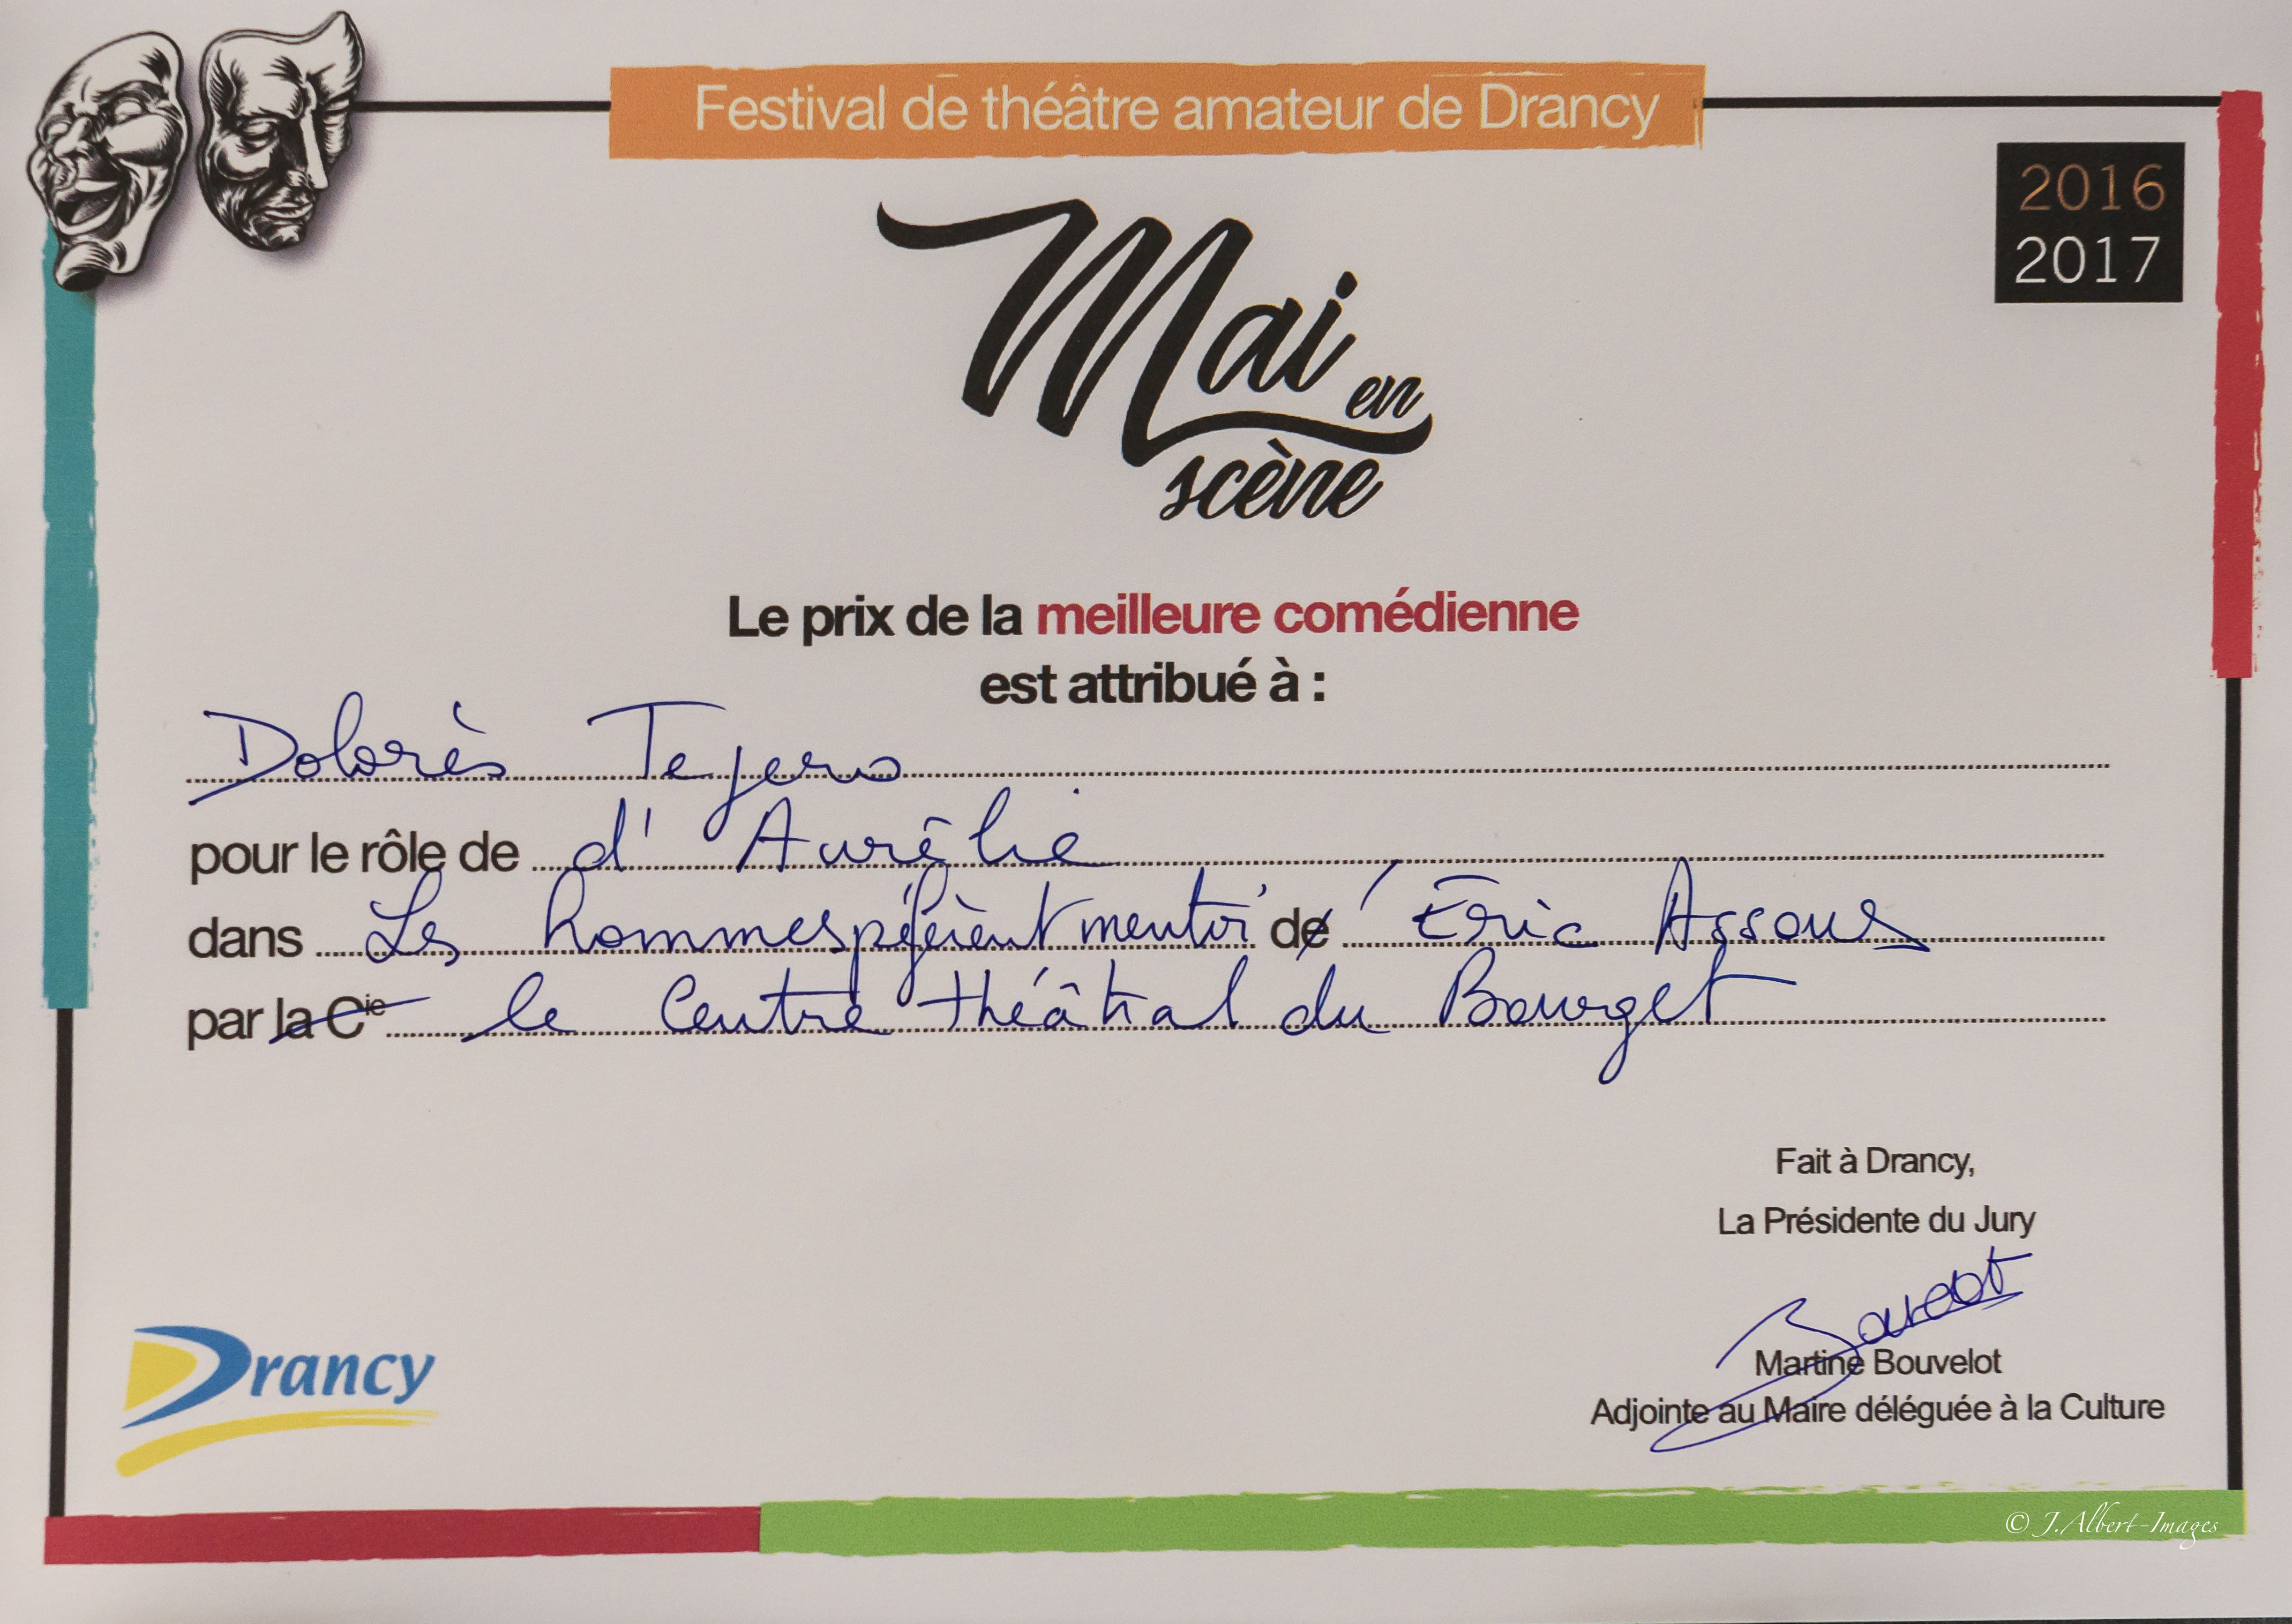 Festival de théâtre amateur de Drancy
2016
2017
Mai en
scène
Le prix de la meilleure comédienne
est attribué à :
Dolorès Tejero
pour le rôle de d' Aurélie
dans Les hommes préfèrent mentir de d' Eric Assous
par la Cie le Centre théâtral du Bourget
Fait à Drancy,
La Présidente du Jury
Martine Bouvelot
Adjointe au Maire déléguée à la Culture
Drancy
© J.Albert-Images